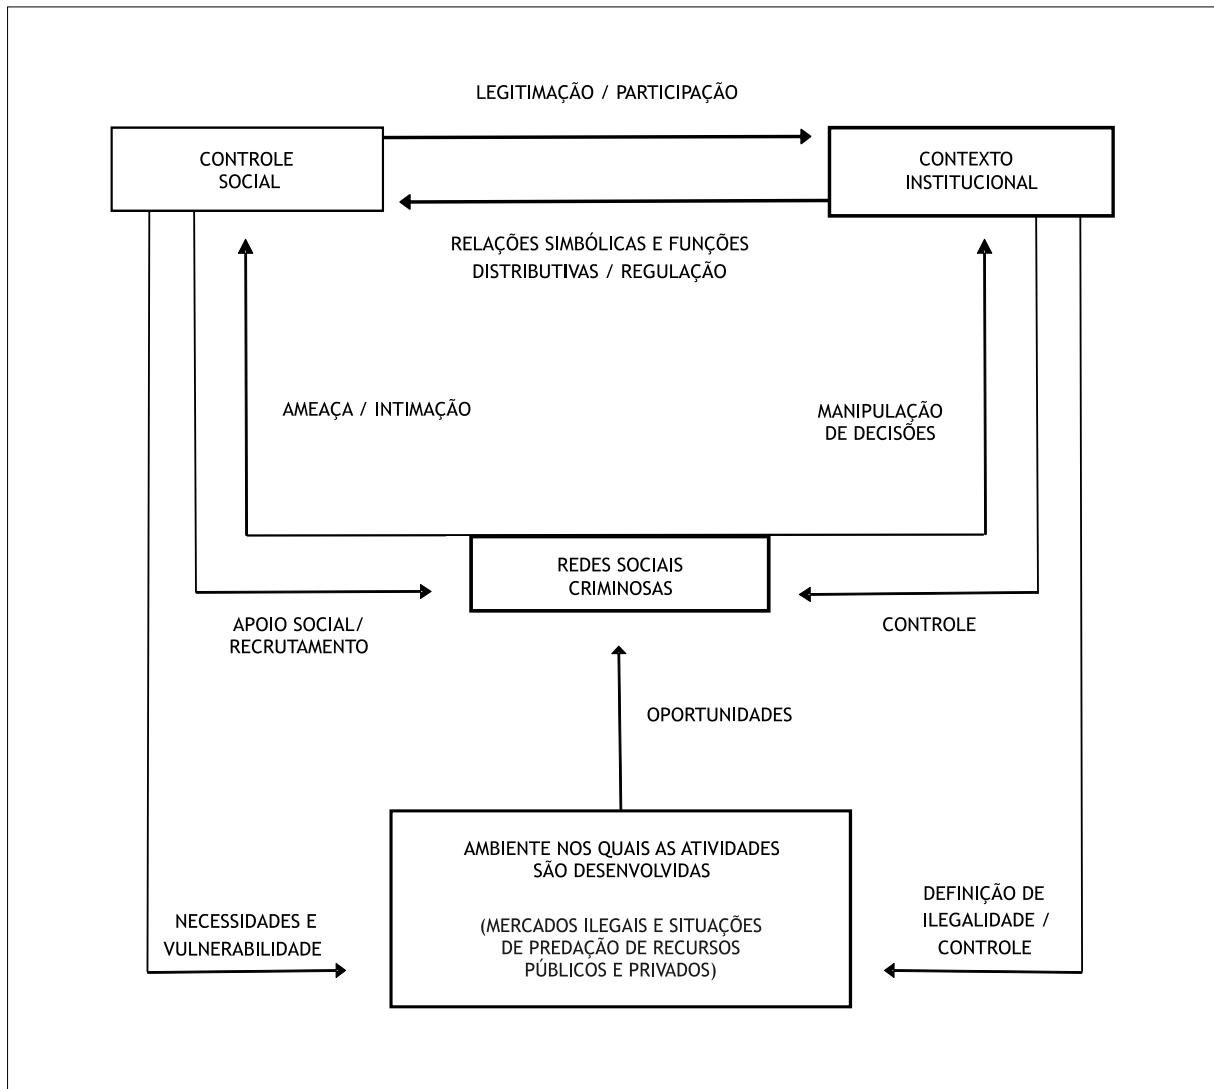 LEGITIMAÇÃO / PARTICIPAÇÃO
CONTROLE
SOCIAL
CONTEXTO
INSTITUCIONAL
RELAÇÕES SIMBÓLICAS E FUNÇÕES
DISTRIBUTIVAS / REGULAÇÃO
AMEAÇA / INTIMAÇÃO
MANIPULAÇÃO
DE DECISÕES
REDES SOCIAIS
CRIMINOSAS
APOIO SOCIAL/
RECRUTAMENTO
CONTROLE
OPORTUNIDADES
AMBIENTE NOS QUAIS AS ATIVIDADES
SÃO DESENVOLVIDAS
(MERCADOS ILEGAIS E SITUAÇÕES
DE PREDAÇÃO DE RECURSOS
PÚBLICOS E PRIVADOS)
NECESSIDADES E
VULNERABILIDADE
DEFINIÇÃO DE
ILEGALIDADE /
CONTROLE